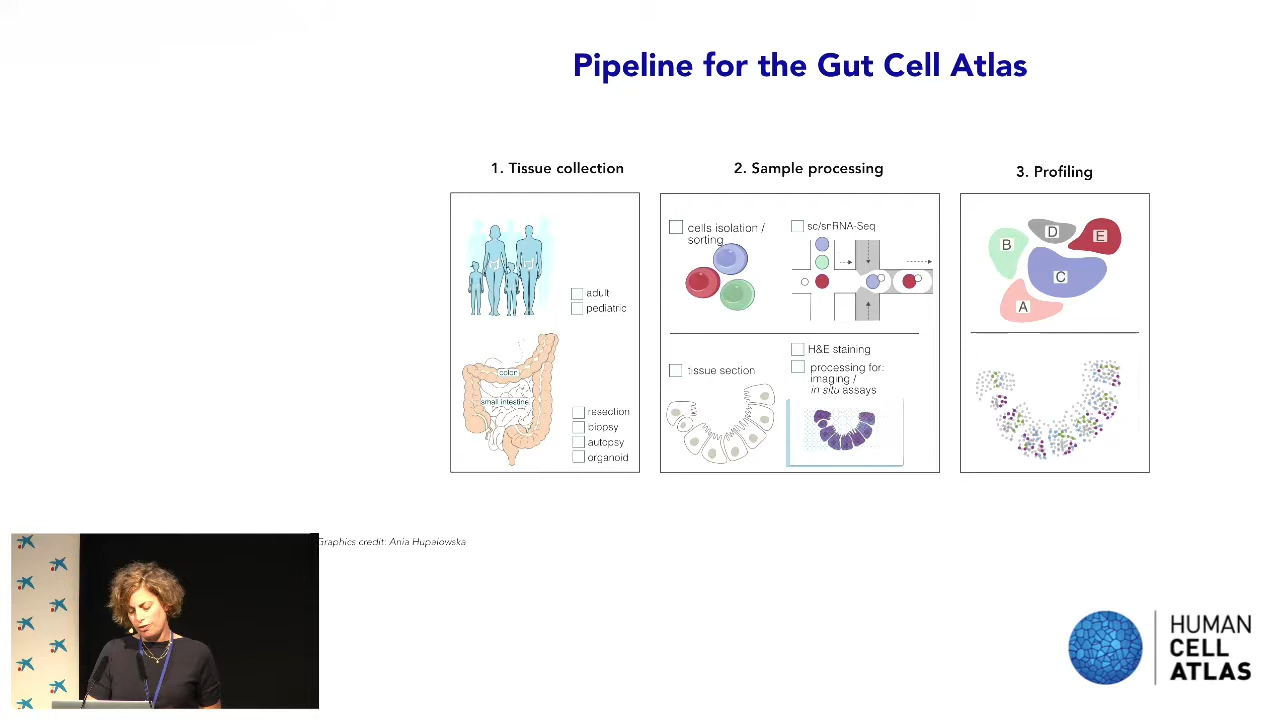 Pipeline for the Gut Cell Atlas
1. Tissue collection
adult
pediatric
colon
small intestine
resection
biopsy
autopsy
organoid
2. Sample processing
cells isolation /
sorting
sc/snRNA-Seq
tissue section
H&E staining
processing for:
imaging /
in situ assays
3. Profiling
B
D
E
C
A
Graphics credit: Ania Hupalowska
HUMAN
CELL
ATLAS